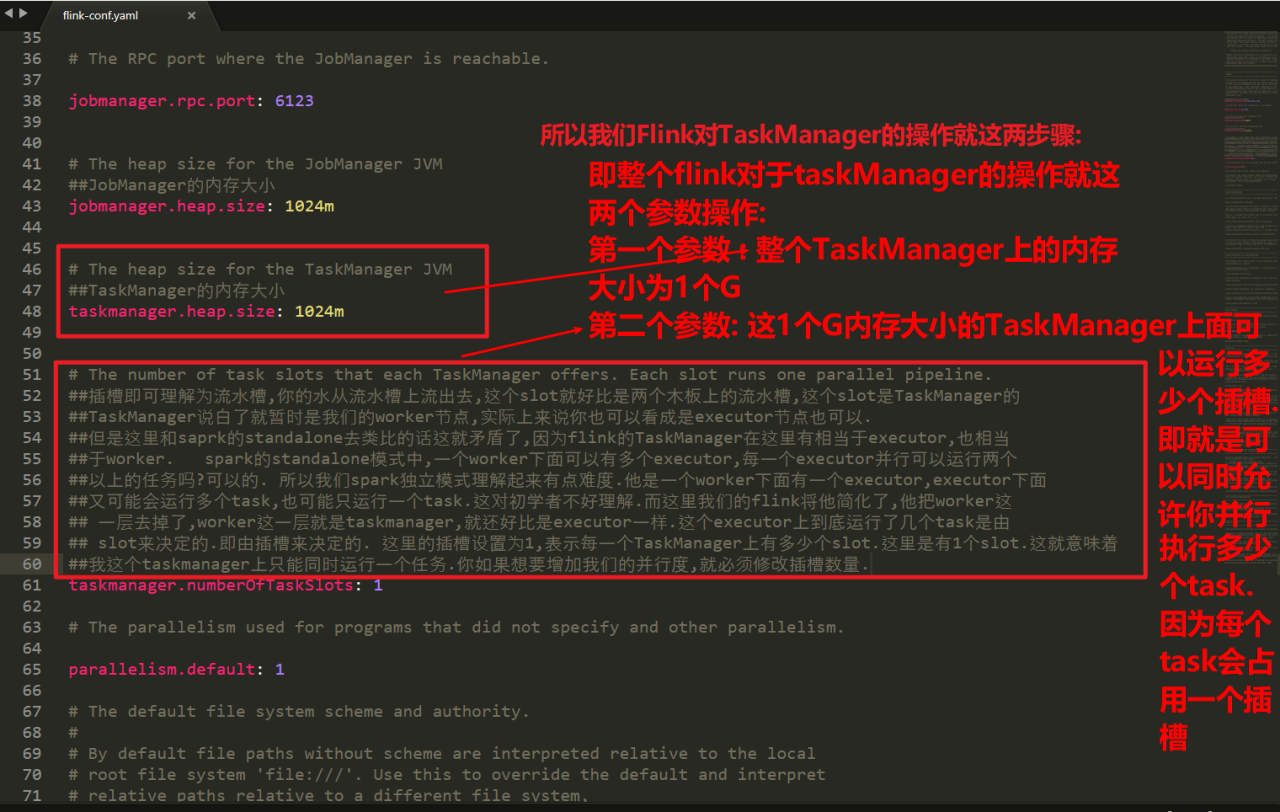 flink-conf.yaml
35
36 # The RPC port where the JobManager is reachable.
37
38 jobmanager.rpc.port: 6123
39
40
41 # The heap size for the JobManager JVM
42 ##JobManager的内存大小
43 jobmanager.heap.size: 1024m
44
45
46 # The heap size for the TaskManager JVM
47 ##TaskManager的内存大小
48 taskmanager.heap.size: 1024m
49
50
51 # The number of task slots that each TaskManager offers. Each slot runs one parallel pipeline.
52 ##插槽即可理解为流水槽,你的水从流水槽上流出去,这个slot就好比是两个木板上的流水槽,这个slot是TaskManager的
53 ##TaskManager说白了就暂时是我们的worker节点,实际上来说你也可以看成是executor节点也可以.
54 ##但是这里和saprk的standalone去类比的话这就矛盾了,因为flink的TaskManager在这里有相当于executor,也相当
55 ##于worker. spark的standalone模式中,一个worker下面可以有多个executor,每一个executor并行可以运行两个
56 ##以上的任务吗?可以的. 所以我们spark独立模式理解起来有点难度.他是一个worker下面有一个executor,executor下面
57 ##又可能会运行多个task,也可能只运行一个task.这对初学者不好理解.而这里我们的flink将他简化了,他把worker这
58 ## 一层去掉了,worker这一层就是taskmanager,就还好比是executor一样.这个executor上到底运行了几个task是由
59 ## slot来决定的.即由插槽来决定的. 这里的插槽设置为1,表示每一个TaskManager上有多少个slot.这里是有1个slot.这就意味着
60 ##我这个taskmanager上只能同时运行一个任务.你如果想要增加我们的并行度,就必须修改插槽数量.
61 taskmanager.numberOfTaskSlots: 1
62
63 # The parallelism used for programs that did not specify and other parallelism.
64
65 parallelism.default: 1
66
67 # The default file system scheme and authority.
68 #
69 # By default file paths without scheme are interpreted relative to the local
70 # root file system 'file:///'. Use this to override the default and interpret
71 # relative paths relative to a different file system,
所以我们Flink对TaskManager的操作就这两步骤:
即整个flink对于taskManager的操作就这
两个参数操作:
第一个参数 : 整个TaskManager上的内存
大小为1个G
第二个参数: 这1个G内存大小的TaskManager上面可
以运行多
少个插槽.
即就是可
以同时允
许你并行
执行多少
个task.
因为每个
task会占
用一个插
槽